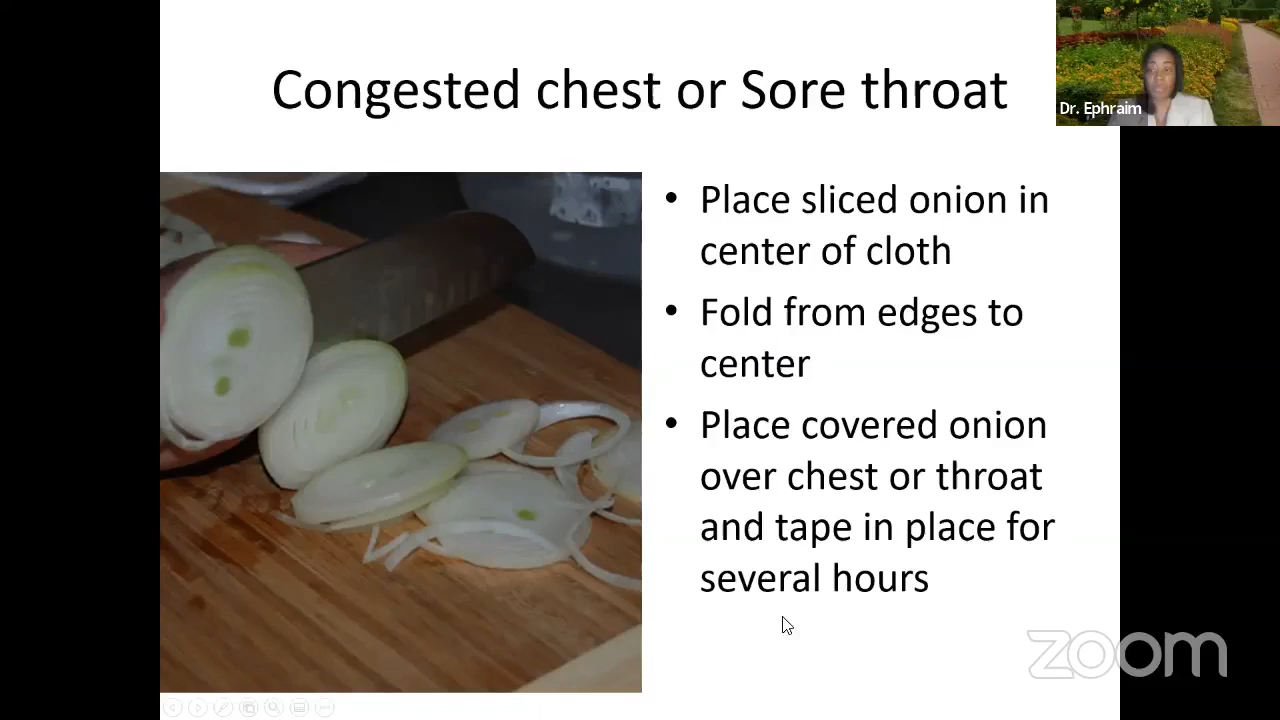 Congested chest or Sore throat
Dr. Ephraim
• Place sliced onion in
center of cloth
• Fold from edges to
center
• Place covered onion
over chest or throat
and tape in place for
several hours
zoom